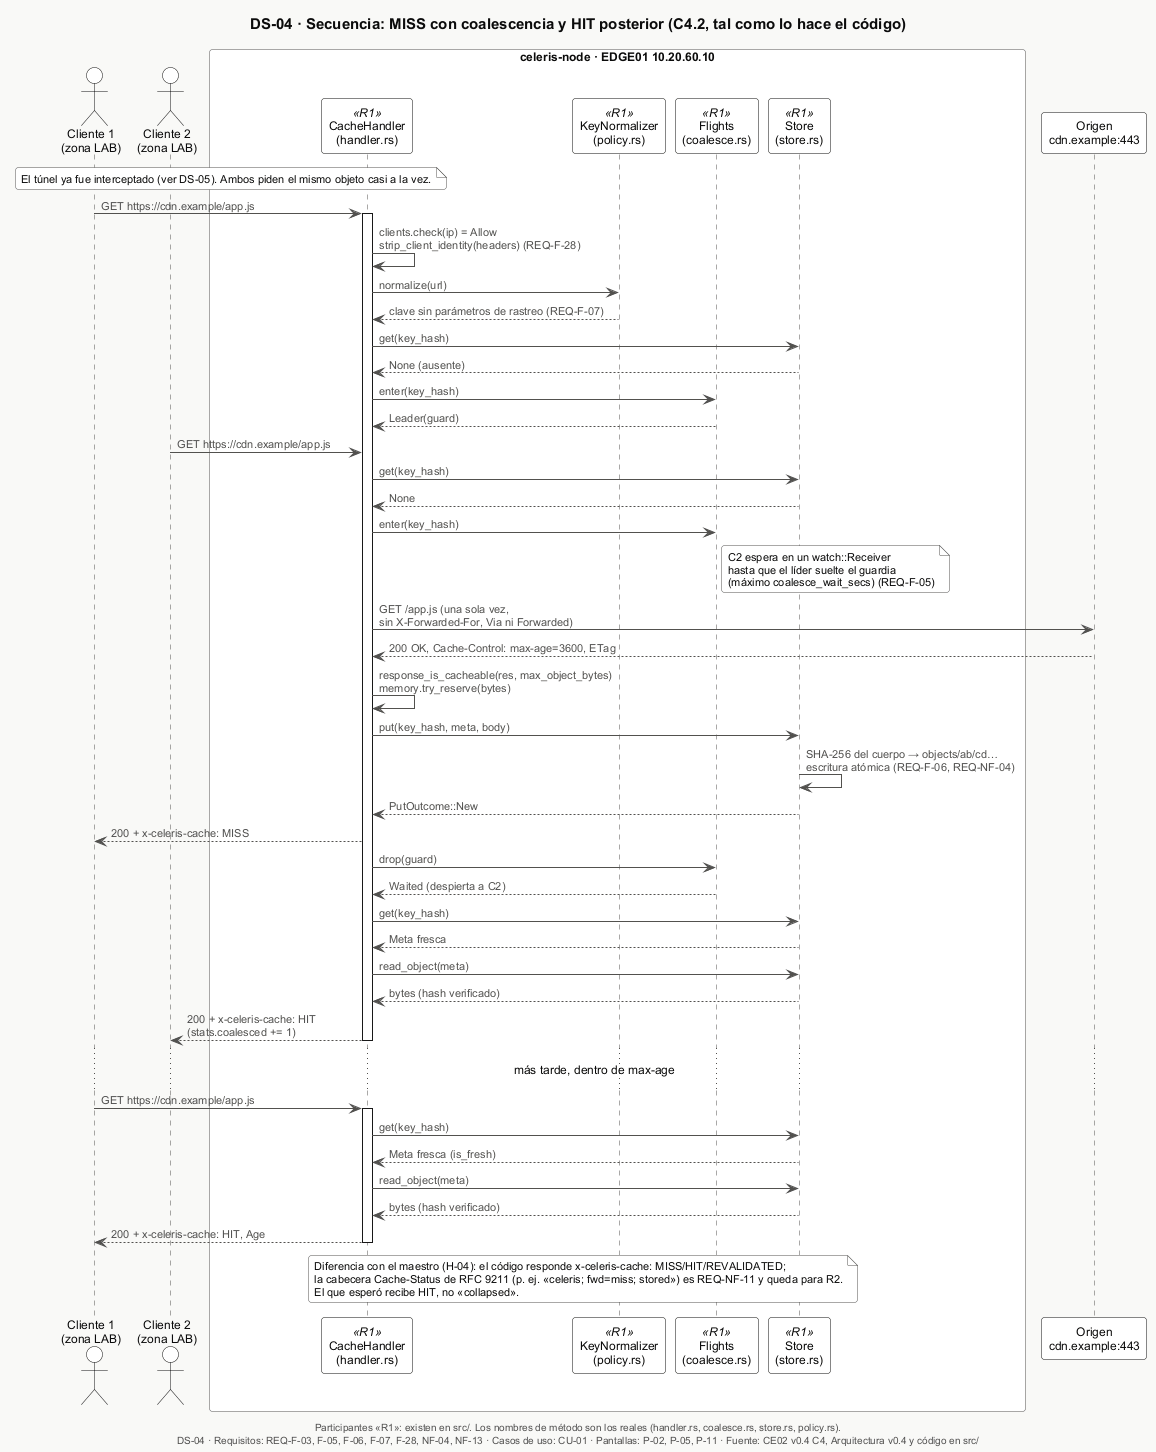 DS-04 · Secuencia: MISS con coalescencia y HIT posterior (C4.2, tal como lo hace el código)
celeris-node · EDGE01 10.20.60.10
Cliente 1
(zona LAB)
Cliente 2
(zona LAB)
«R1»
CacheHandler
(handler.rs)
«R1»
KeyNormalizer
(policy.rs)
«R1»
Flights
(coalesce.rs)
«R1»
Store
(store.rs)
Origen
cdn.example:443
El túnel ya fue interceptado (ver DS-05). Ambos piden el mismo objeto casi a la vez.
GET https://cdn.example/app.js
clients.check(ip) = Allow
strip_client_identity(headers) (REQ-F-28)
normalize(url)
clave sin parámetros de rastreo (REQ-F-07)
get(key_hash)
None (ausente)
enter(key_hash)
Leader(guard)
GET https://cdn.example/app.js
get(key_hash)
None
enter(key_hash)
C2 espera en un watch::Receiver
hasta que el líder suelte el guardia
(máximo coalesce_wait_secs) (REQ-F-05)
GET /app.js (una sola vez,
sin X-Forwarded-For, Via ni Forwarded)
200 OK, Cache-Control: max-age=3600, ETag
response_is_cacheable(res, max_object_bytes)
memory.try_reserve(bytes)
put(key_hash, meta, body)
SHA-256 del cuerpo → objects/ab/cd…
escritura atómica (REQ-F-06, REQ-NF-04)
PutOutcome::New
200 + x-celeris-cache: MISS
drop(guard)
Waited (despierta a C2)
get(key_hash)
Meta fresca
read_object(meta)
bytes (hash verificado)
200 + x-celeris-cache: HIT
(stats.coalesced += 1)
más tarde, dentro de max-age
GET https://cdn.example/app.js
get(key_hash)
Meta fresca (is_fresh)
read_object(meta)
bytes (hash verificado)
200 + x-celeris-cache: HIT, Age
Diferencia con el maestro (H-04): el código responde x-celeris-cache: MISS/HIT/REVALIDATED;
la cabecera Cache-Status de RFC 9211 (p. ej. «celeris; fwd=miss; stored») es REQ-NF-11 y queda para R2.
El que esperó recibe HIT, no «collapsed».
Cliente 1
(zona LAB)
Cliente 2
(zona LAB)
«R1»
CacheHandler
(handler.rs)
«R1»
KeyNormalizer
(policy.rs)
«R1»
Flights
(coalesce.rs)
«R1»
Store
(store.rs)
Origen
cdn.example:443
Participantes «R1»: existen en src/. Los nombres de método son los reales (handler.rs, coalesce.rs, store.rs, policy.rs).
DS-04 · Requisitos: REQ-F-03, F-05, F-06, F-07, F-28, NF-04, NF-13 · Casos de uso: CU-01 · Pantallas: P-02, P-05, P-11 · Fuente: CE02 v0.4 C4, Arquitectura v0.4 y código en src/